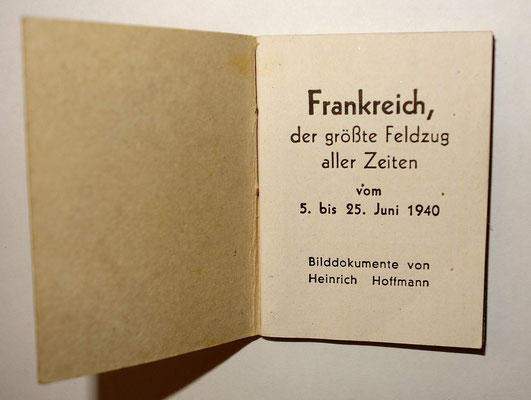 Frankreich,
der größte Feldzug
aller Zeiten
vom
5. bis 25. Juni 1940
Bilddokumente von
Heinrich Hoffmann